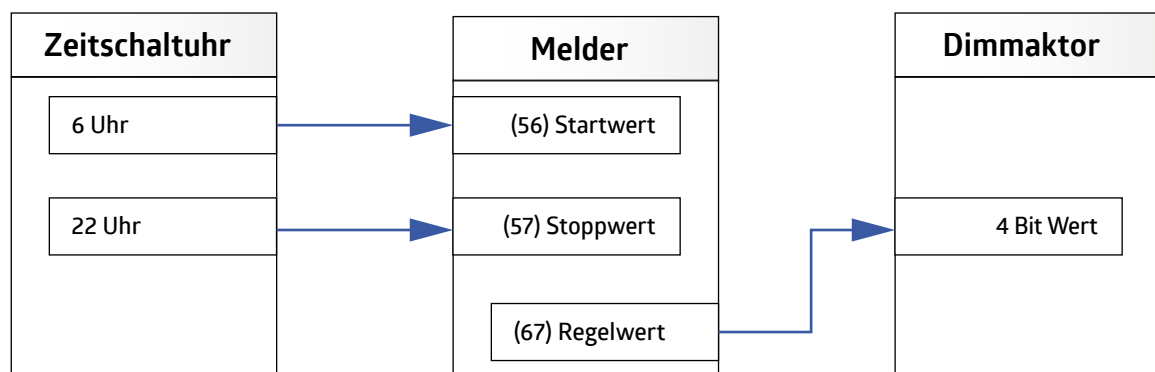 Zeitschaltuhr
6 Uhr
22 Uhr
Melder
(56) Startwert
(57) Stoppwert
(67) Regelwert
Dimmaktor
4 Bit Wert